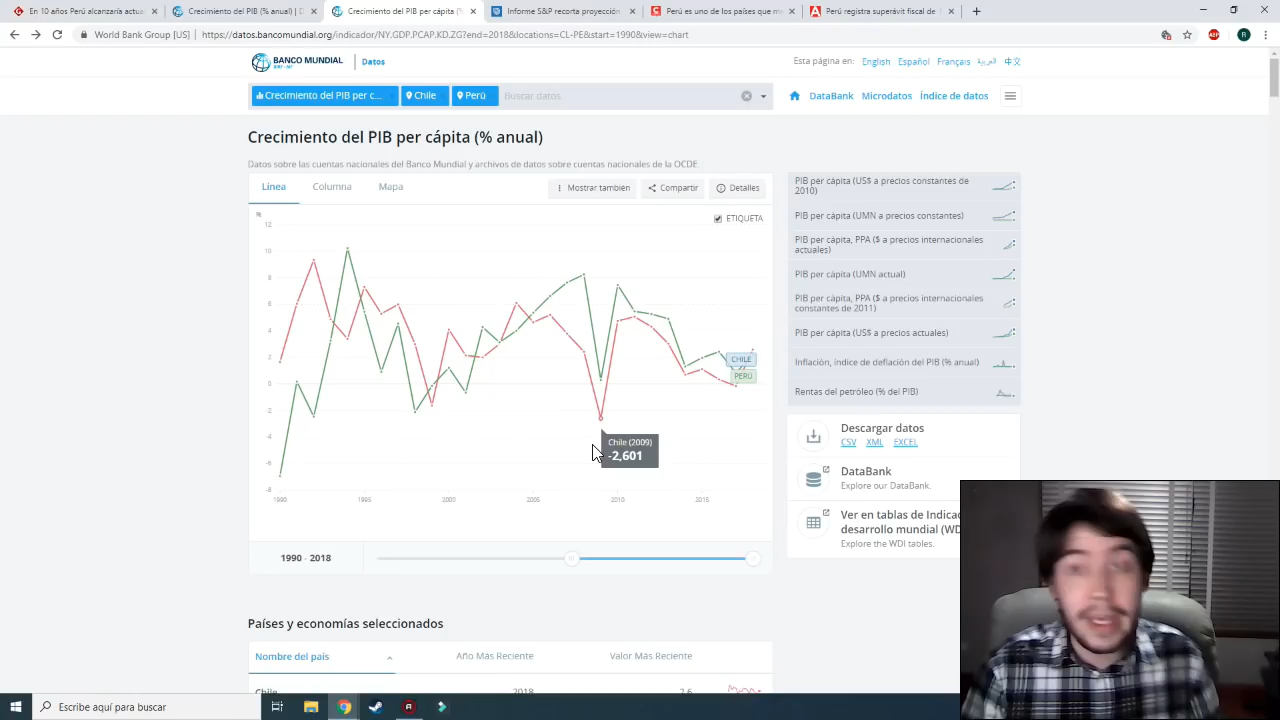 En 10 años Perú alcanzaría actua
Crecimiento del PIB (% anual) | D
Crecimiento del PIB per cápita (%
Informe S&P recorta proyección
Perú es uno de los países que me
Perú registra superávit fiscal de
World Bank Group [US]
https://datos.bancomundial.org/indicador/NY.GDP.PCAP.KD.ZG?end=2018&locations=CL-PE&start=1990&view=chart
ABP
R
BANCO MUNDIAL
BIRF • AIF
Datos
Esta página en: English Español Français العربية 中文
Crecimiento del PIB per c...
Chile
Perú
Buscar datos
DataBank Microdatos Índice de datos
Crecimiento del PIB per cápita (% anual)
Datos sobre las cuentas nacionales del Banco Mundial y archivos de datos sobre cuentas nacionales de la OCDE.
Línea Columna Mapa
Mostrar también Compartir Detalles
%
ETIQUETA
12
10
8
6
4
2
0
-2
-4
-6
-8
CHILE
PERÚ
Chile (2009)
-2,601
1990 1995 2000 2005 2010 2015
1990 - 2018
PIB per cápita (US$ a precios constantes de
2010)
PIB per cápita (UMN a precios constantes)
PIB per cápita, PPA ($ a precios internacionales
actuales)
PIB per cápita (UMN actual)
PIB per cápita, PPA ($ a precios internacionales
constantes de 2011)
PIB per cápita (US$ a precios actuales)
Inflación, índice de deflación del PIB (% anual)
Rentas del petróleo (% del PIB)
Descargar datos
CSV XML EXCEL
DataBank
Explore our DataBank.
Ver en tablas de Indica
desarrollo mundial (WD
Explore the WDI tables.
Países y economías seleccionados
Nombre del país Año Más Reciente Valor Más Reciente
Chile 2018 2.6
Escribe aquí para buscar